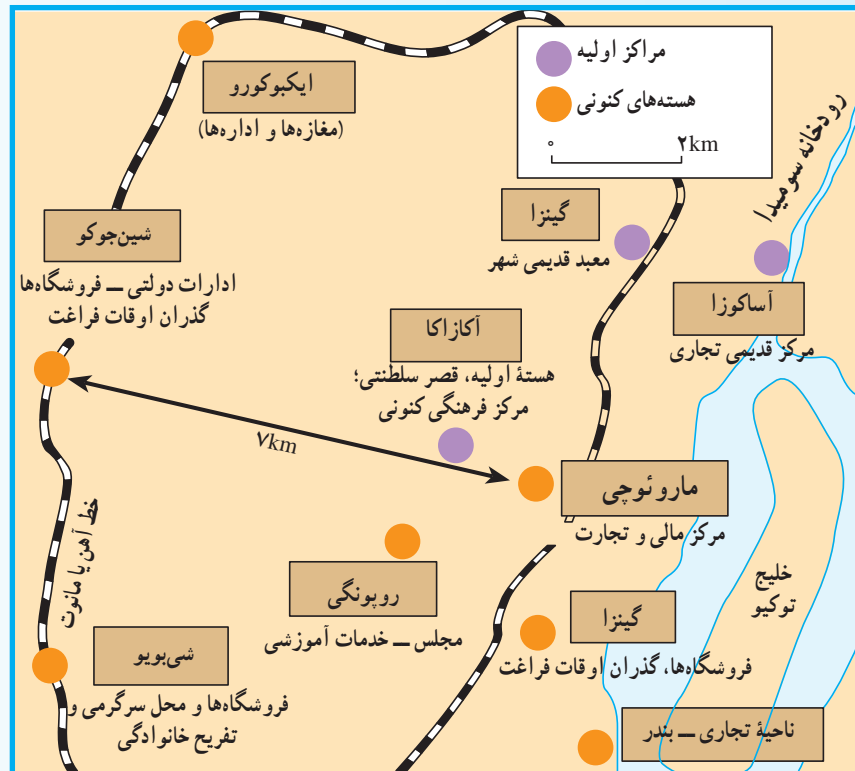 مراکز اولیه
هسته‌های کنونی
۰ ۲km
ایکبوکورو
(مغازه‌ها و اداره‌ها)
رودخانه سومیدا
گینزا
معبد قدیمی شهر
شین‌جوکو
ادارات دولتی ــ فروشگاه‌ها
گذران اوقات فراغت
آساکوزا
مرکز قدیمی تجاری
آکازاکا
هستهٔ اولیه، قصر سلطنتی؛
مرکز فرهنگی کنونی
۷km
مارونوچی
مرکز مالی و تجارت
خط آهن یا مانوت
روپونگی
مجلس ــ خدمات آموزشی
خلیج
توکیو
گینزا
فروشگاه‌ها، گذران اوقات فراغت
شی‌بویو
فروشگاه‌ها و محل سرگرمی و
تفریح خانوادگی
ناحیهٔ تجاری ــ بندر